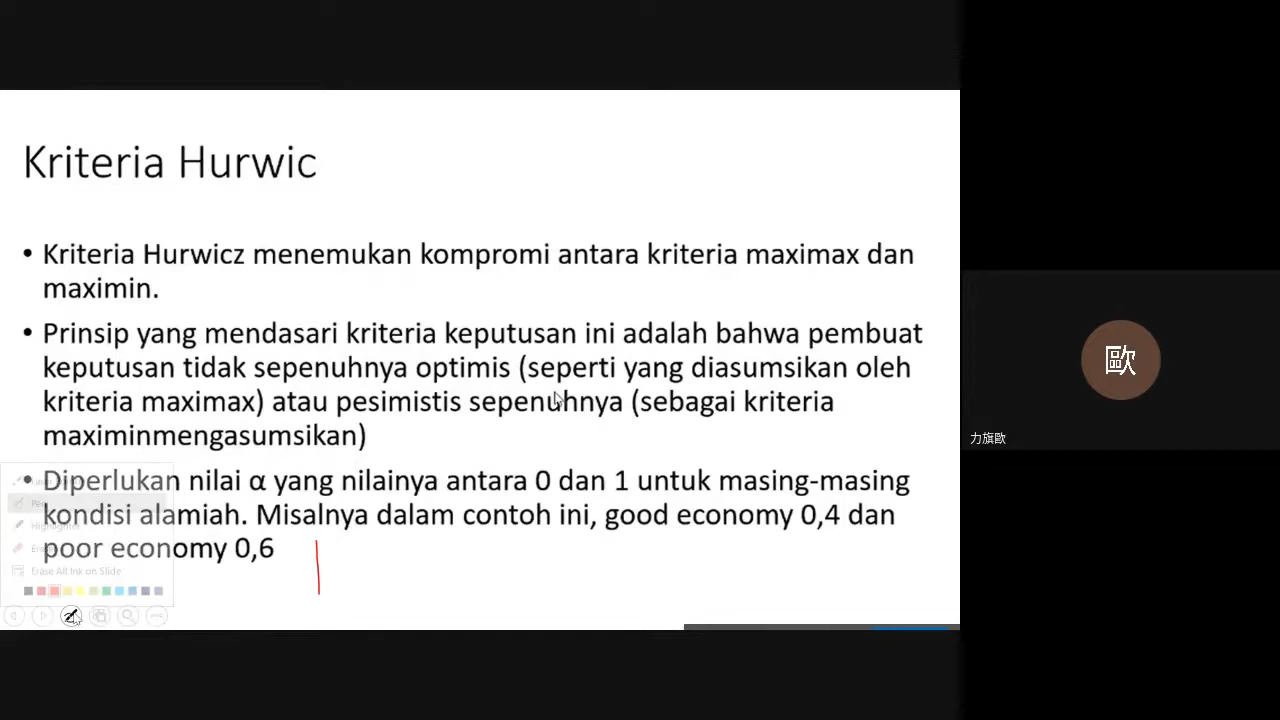 Kriteria Hurwic
• Kriteria Hurwicz menemukan kompromi antara kriteria maximax dan
maximin.
• Prinsip yang mendasari kriteria keputusan ini adalah bahwa pembuat
keputusan tidak sepenuhnya optimis (seperti yang diasumsikan oleh
kriteria maximax) atau pesimistis sepenuhnya (sebagai kriteria
maximinmengasumsikan)
• Diperlukan nilai α yang nilainya antara 0 dan 1 untuk masing-masing
kondisi alamiah. Misalnya dalam contoh ini, good economy 0,4 dan
poor economy 0,6
Highlighter
Erase All Ink on Slide
歐
力旗歐